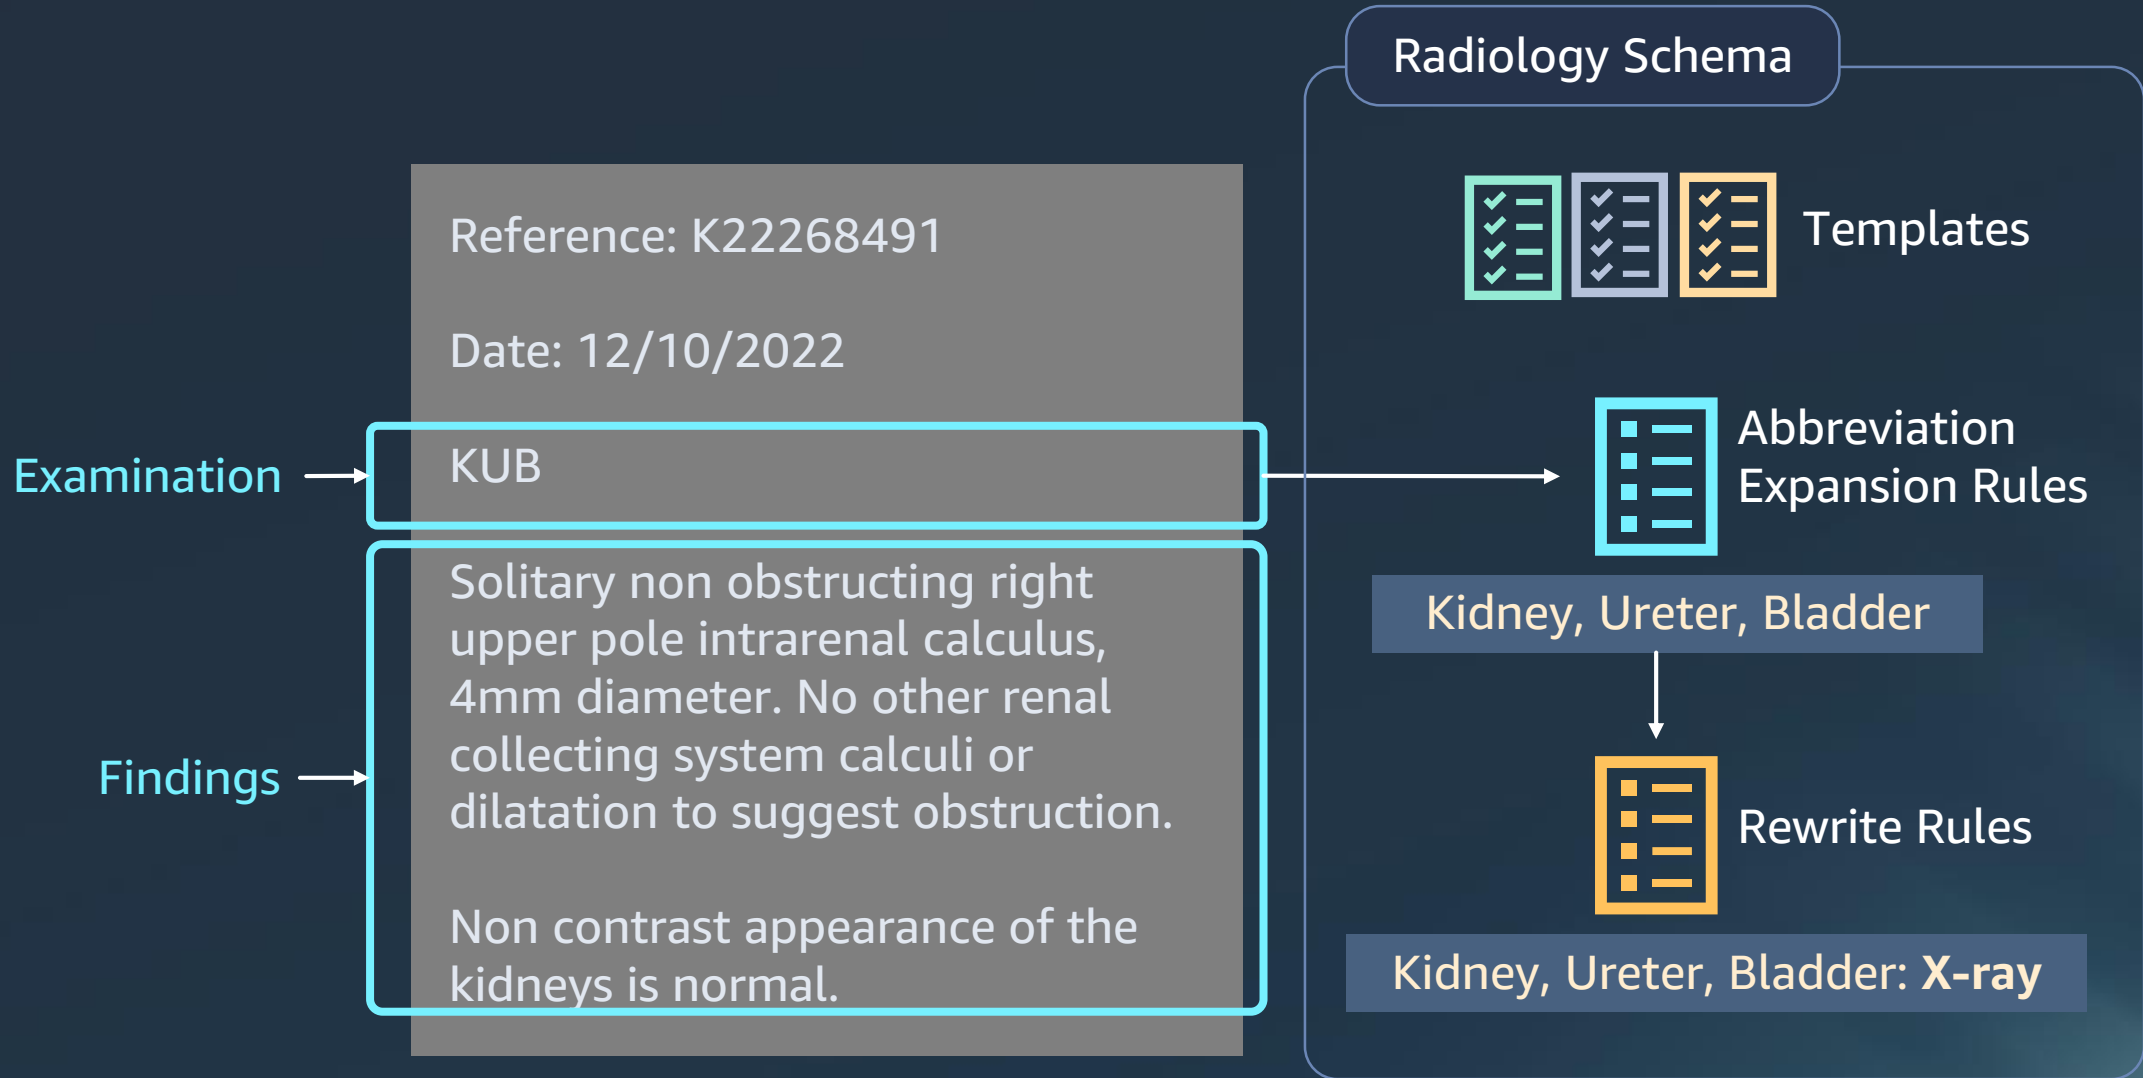 Radiology Schema
Templates
Reference: K22268491
Date: 12/10/2022
Examination
KUB
Abbreviation
Expansion Rules
Kidney, Ureter, Bladder
Findings
Solitary non obstructing right
upper pole intrarenal calculus,
4mm diameter. No other renal
collecting system calculi or
dilatation to suggest obstruction.
Non contrast appearance of the
kidneys is normal.
Rewrite Rules
Kidney, Ureter, Bladder: X-ray